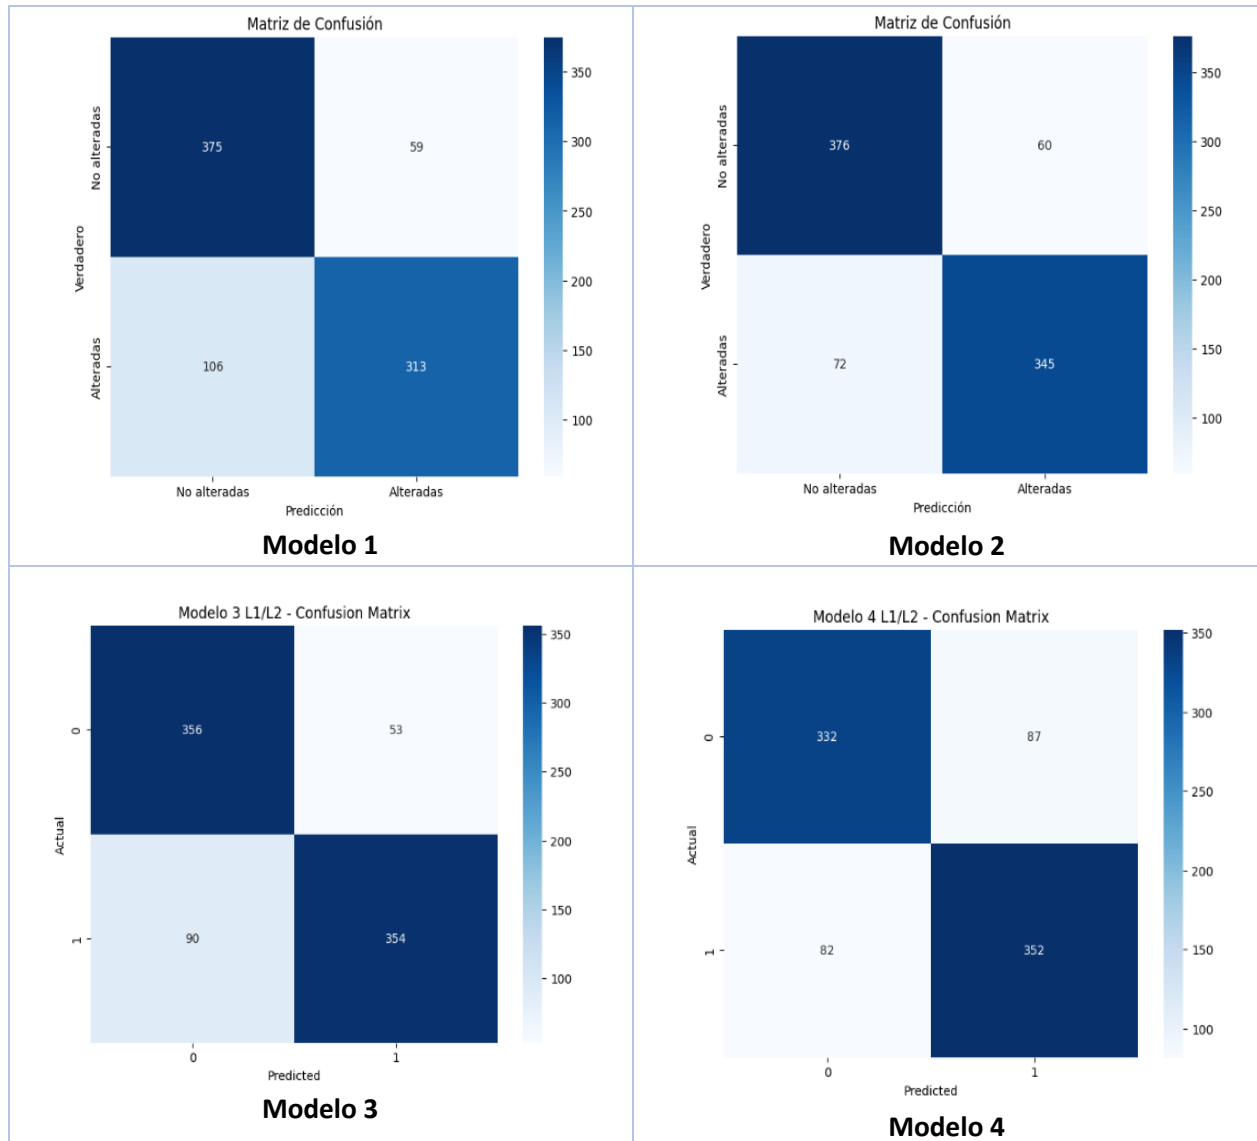 Matriz de Confusión
No alteradas
Alteradas
Verdadero
375
59
106
313
350
300
250
200
150
100
No alteradas
Alteradas
Predicción
Modelo 1
Matriz de Confusión
No alteradas
Alteradas
Verdadero
376
60
72
345
350
300
250
200
150
100
No alteradas
Alteradas
Predicción
Modelo 2
Modelo 3 L1/L2 - Confusion Matrix
0
1
Actual
356
53
90
354
350
300
250
200
150
100
0
1
Predicted
Modelo 3
Modelo 4 L1/L2 - Confusion Matrix
0
1
Actual
332
87
82
352
350
300
250
200
150
100
0
1
Predicted
Modelo 4